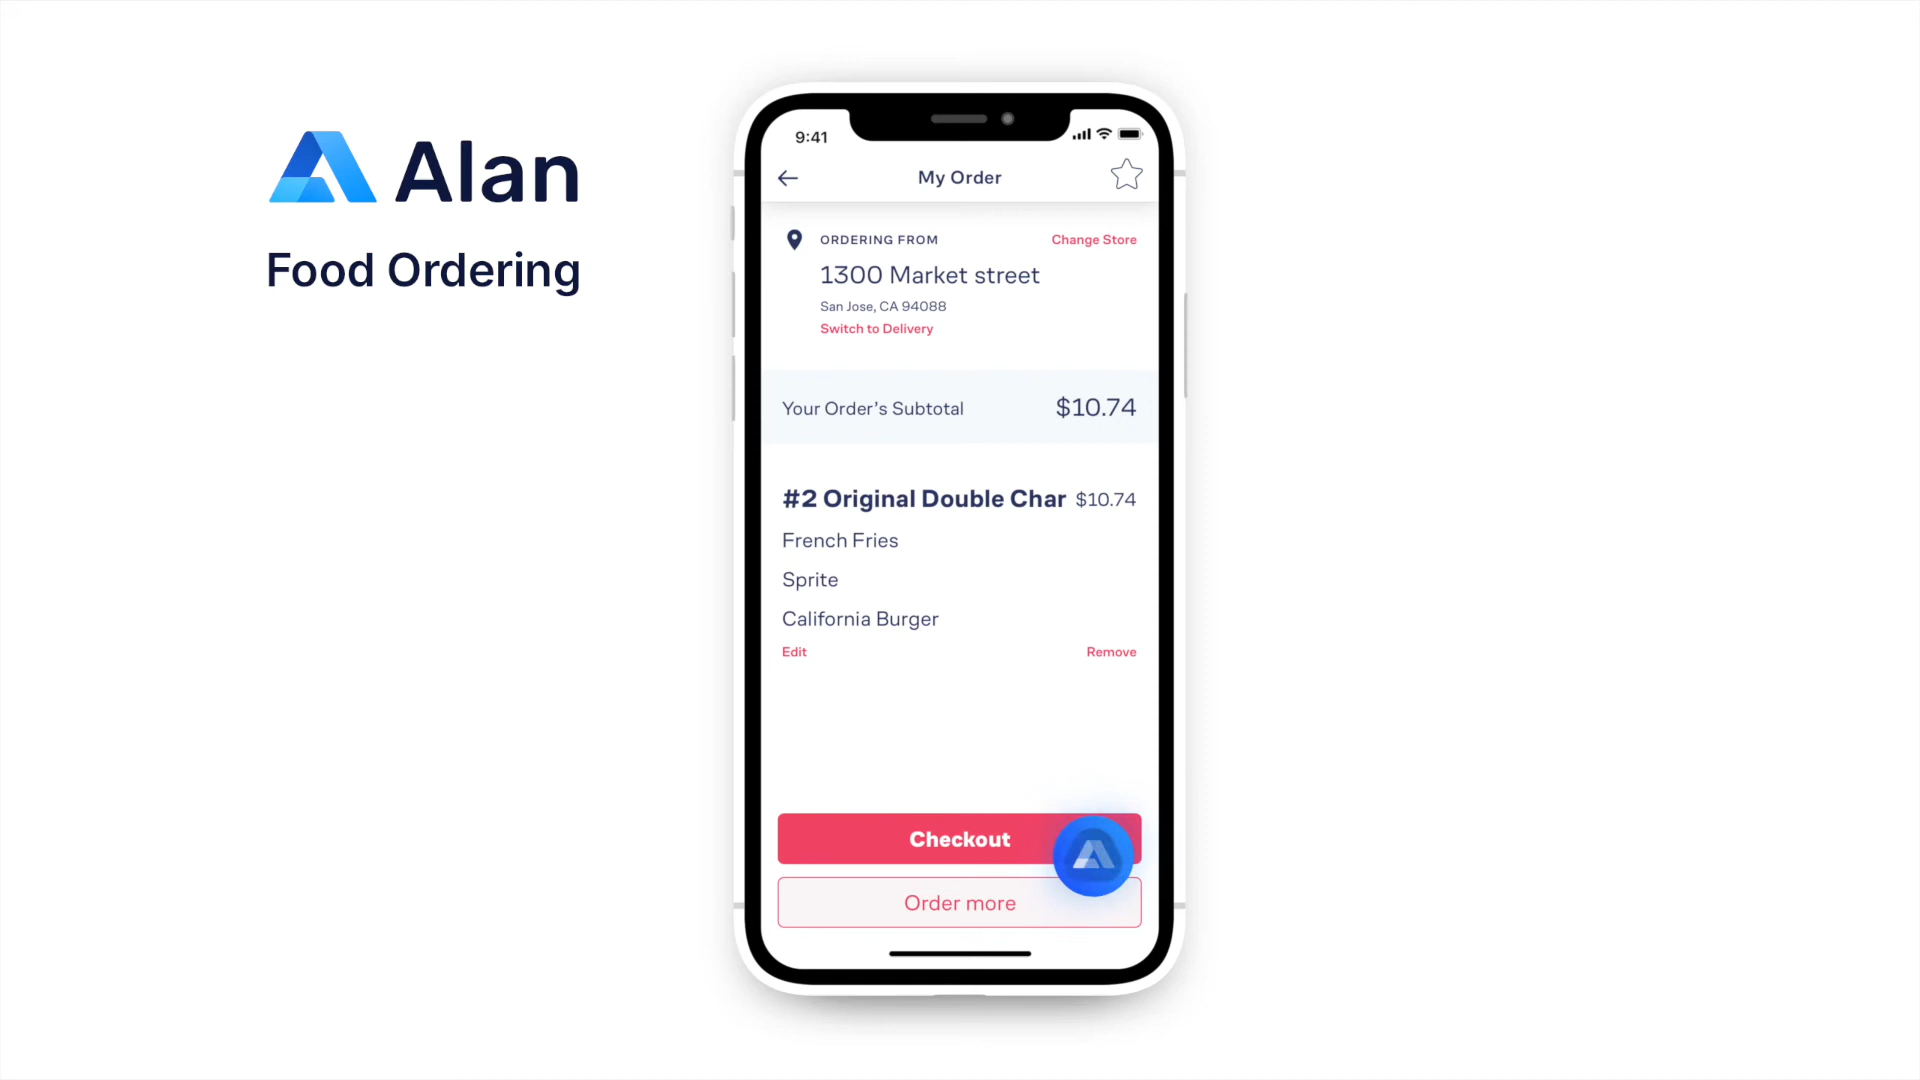 Alan
Food Ordering
9:41
My Order
ORDERING FROM
Change Store
1300 Market street
San Jose, CA 94088
Switch to Delivery
Your Order’s Subtotal
$10.74
#2 Original Double Char
$10.74
French Fries
Sprite
California Burger
Edit
Remove
Checkout
Order more